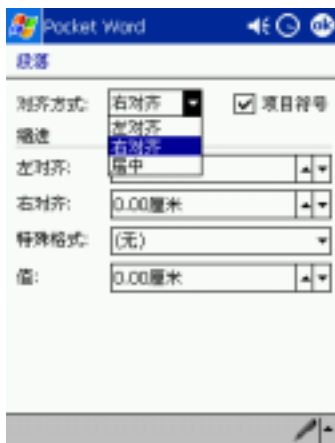 Pocket Word ok
段落
对齐方式: 右对齐 项目符号
左对齐
右对齐
居中
缩进
左对齐:
右对齐: 0.00厘米
特殊格式: (无)
值: 0.00厘米